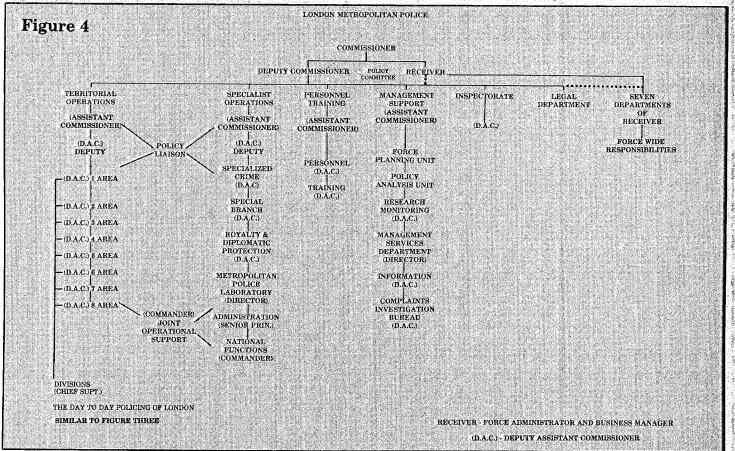 LONDON METROPOLITAN POLICE
Figure 4
COMMISSIONER
DEPUTY COMMISSIONER
POLICY
COMMITTEE
RECEIVER
TERRITORIAL
OPERATIONS
(ASSISTANT
COMMISSIONER)
(D.A.C.)
DEPUTY
POLICY
LIAISON
(D.A.C.) 1 AREA
(D.A.C.) 2 AREA
(D.A.C.) 3 AREA
(D.A.C.) 4 AREA
(D.A.C.) 5 AREA
(D.A.C.) 6 AREA
(D.A.C.) 7 AREA
(D.A.C.) 8 AREA
(COMMANDER)
JOINT
OPERATIONAL
SUPPORT
SPECIALIST
OPERATIONS
(ASSISTANT
COMMISSIONER)
(D.A.C.)
DEPUTY
SPECIALIZED
CRIME
(D.A.C)
SPECIAL
BRANCH
(D.A.C.)
ROYALTY &
DIPLOMATIC
PROTECTION
(D.A.C.)
METROPOLITAN
POLICE
LABORATORY
(DIRECTOR)
ADMINISTRATION
(SENIOR PRIN.)
NATIONAL
FUNCTIONS
(COMMANDER)
PERSONNEL
TRAINING
(ASSISTANT
COMMISSIONER)
PERSONNEL
(D.A.C.)
TRAINING
(D.A.C.)
MANAGEMENT
SUPPORT
(ASSISTANT
COMMISSIONER)
FORCE
PLANNING UNIT
POLICY
ANALYSIS UNIT
RESEARCH
MONITORING
(D.A.C.)
MANAGEMENT
SERVICES
DEPARTMENT
(DIRECTOR)
INFORMATION
(D.A.C.)
COMPLAINTS
INVESTIGATION
BUREAU
(D.A.C.)
INSPECTORATE
(D.A.C.)
LEGAL
DEPARTMENT
SEVEN
DEPARTMENTS
OF
RECEIVER
FORCE WIDE
RESPONSIBILITIES
DIVISIONS
(CHIEF SUPT.)
THE DAY TO DAY POLICING OF LONDON
SIMILAR TO FIGURE THREE
RECEIVER - FORCE ADMINISTRATOR AND BUSINESS MANAGER
(D.A.C.) - DEPUTY ASSISTANT COMMISSIONER